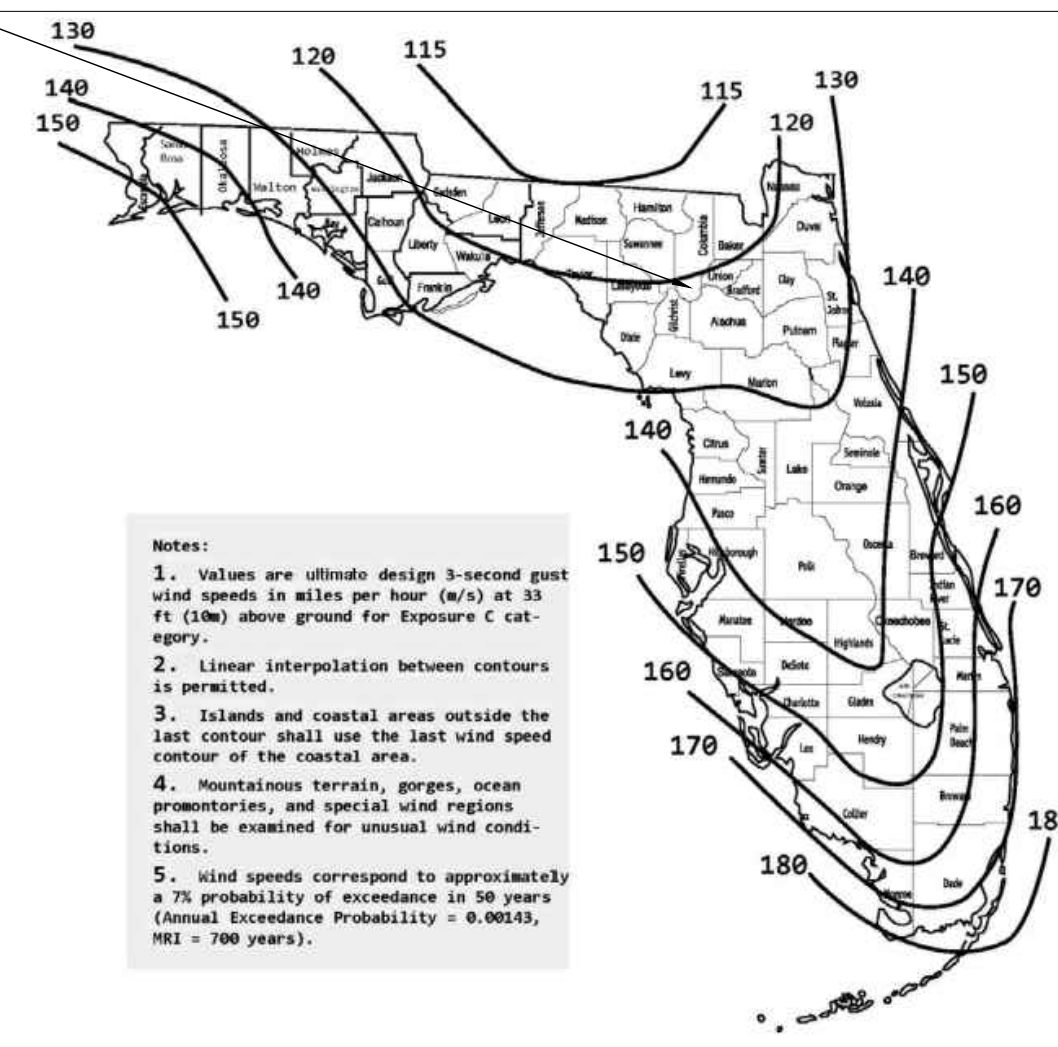 130
115
120
130
115
140
120
150
Santa
Rosa
Okaloosa
Walton
Holmes
Washington
Jackson
Bay
Calhoun
Gulf
Liberty
Franklin
Gadsden
Leon
Wakulla
Jefferson
Madison
Taylor
Hamilton
Suwannee
Lafayette
Columbia
Baker
Nassau
Duval
Union
Bradford
Clay
St.
Johns
Dixie
Gilchrist
Alachua
Putnam
Flagler
Levy
Marion
Volusia
140
150
140
150
140
160
150
170
160
170
180
18
Citrus
Hernando
Pasco
Sumter
Lake
Seminole
Orange
Hillsborough
Polk
Osceola
Brevard
Indian
River
Manatee
Hardee
Highlands
Okeechobee
St.
Lucie
Sarasota
DeSoto
Martin
Charlotte
Glades
Lee
Hendry
Palm
Beach
Collier
Broward
Monroe
Dade
Notes:
1. Values are ultimate design 3-second gust
wind speeds in miles per hour (m/s) at 33
ft (10m) above ground for Exposure C cat-
egory.
2. Linear interpolation between contours
is permitted.
3. Islands and coastal areas outside the
last contour shall use the last wind speed
contour of the coastal area.
4. Mountainous terrain, gorges, ocean
promontories, and special wind regions
shall be examined for unusual wind condi-
tions.
5. Wind speeds correspond to approximately
a 7% probability of exceedance in 50 years
(Annual Exceedance Probability = 0.00143,
MRI = 700 years).